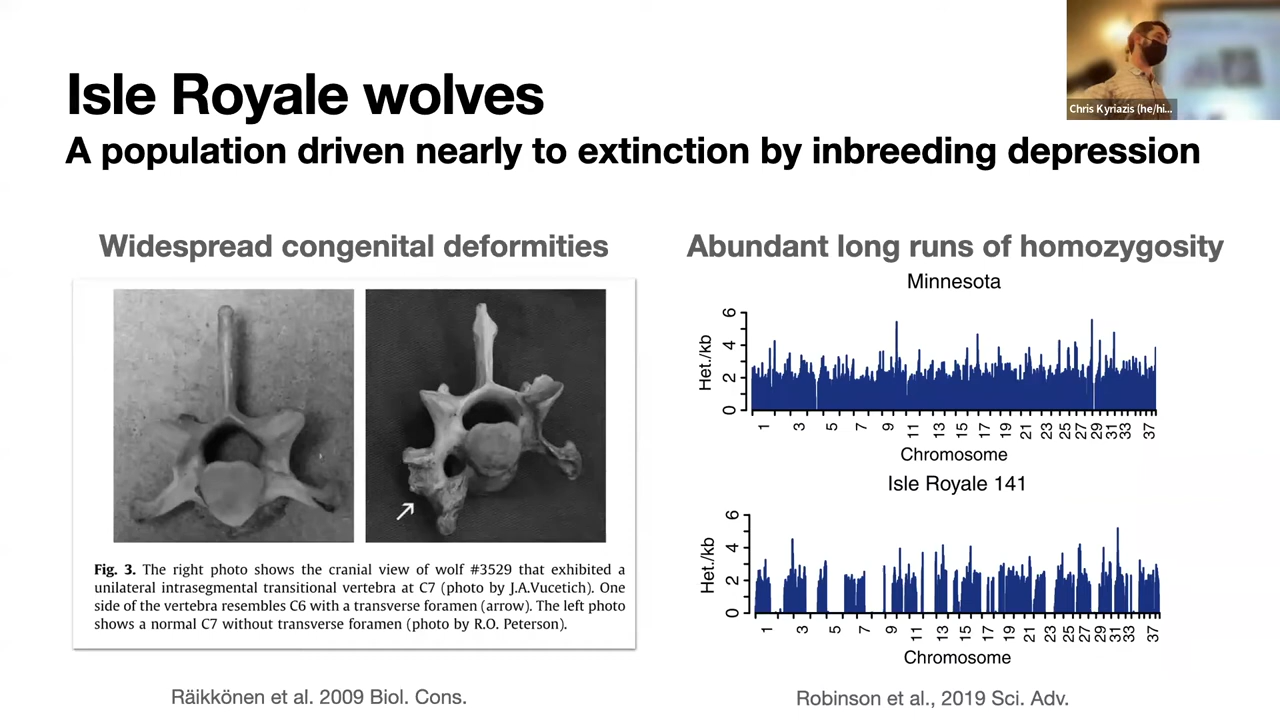 Chris Kyriazis (he/hi...
Isle Royale wolves
A population driven nearly to extinction by inbreeding depression
Widespread congenital deformities
Fig. 3. The right photo shows the cranial view of wolf #3529 that exhibited a
unilateral intrasegmental transitional vertebra at C7 (photo by J.A.Vucetich). One
side of the vertebra resembles C6 with a transverse foramen (arrow). The left photo
shows a normal C7 without transverse foramen (photo by R.O. Peterson).
Räikkönen et al. 2009 Biol. Cons.
Abundant long runs of homozygosity
Minnesota
Het./kb
6
4
2
0
1 3 5 7 9 11 13 15 17 19 21 23 25 27 29 31 33 37
Chromosome
Isle Royale 141
Het./kb
6
4
2
0
1 3 5 7 9 11 13 15 17 19 21 23 25 27 29 31 33 37
Chromosome
Robinson et al., 2019 Sci. Adv.